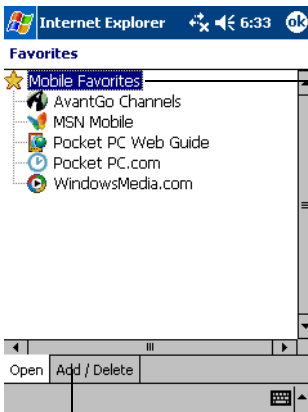 Internet Explorer 6:33 ok
Favorites
Mobile Favorites
AvantGo Channels
MSN Mobile
Pocket PC Web Guide
Pocket PC.com
WindowsMedia.com
Open Add / Delete